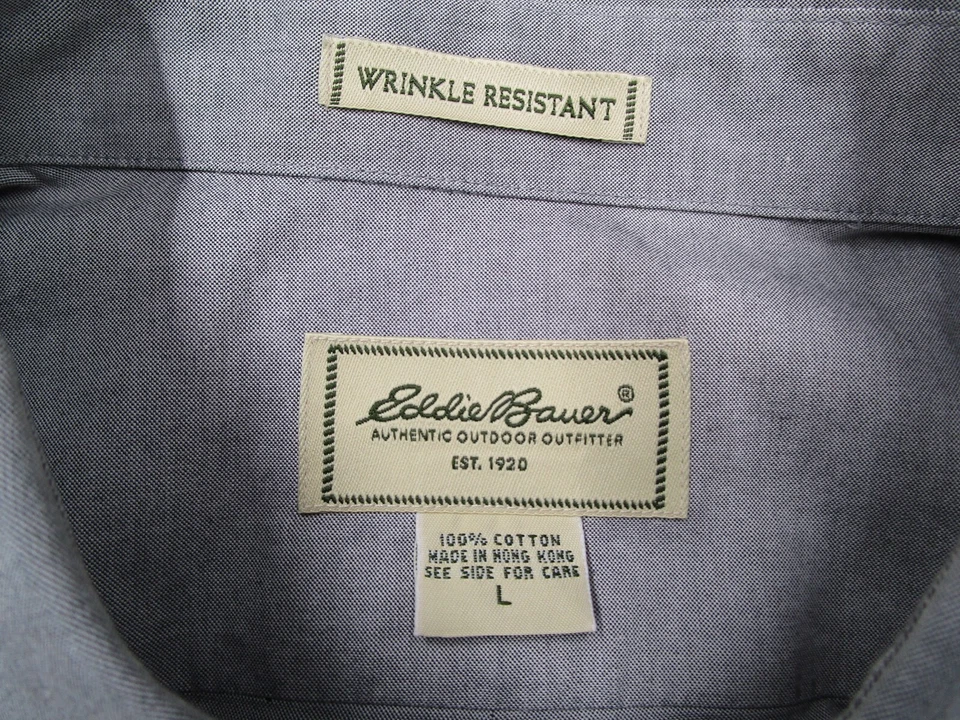 WRINKLE RESISTANT
Eddie Bauer®
AUTHENTIC OUTDOOR OUTFITTER
EST. 1920
100% COTTON
MADE IN HONG KONG
SEE SIDE FOR CARE
L